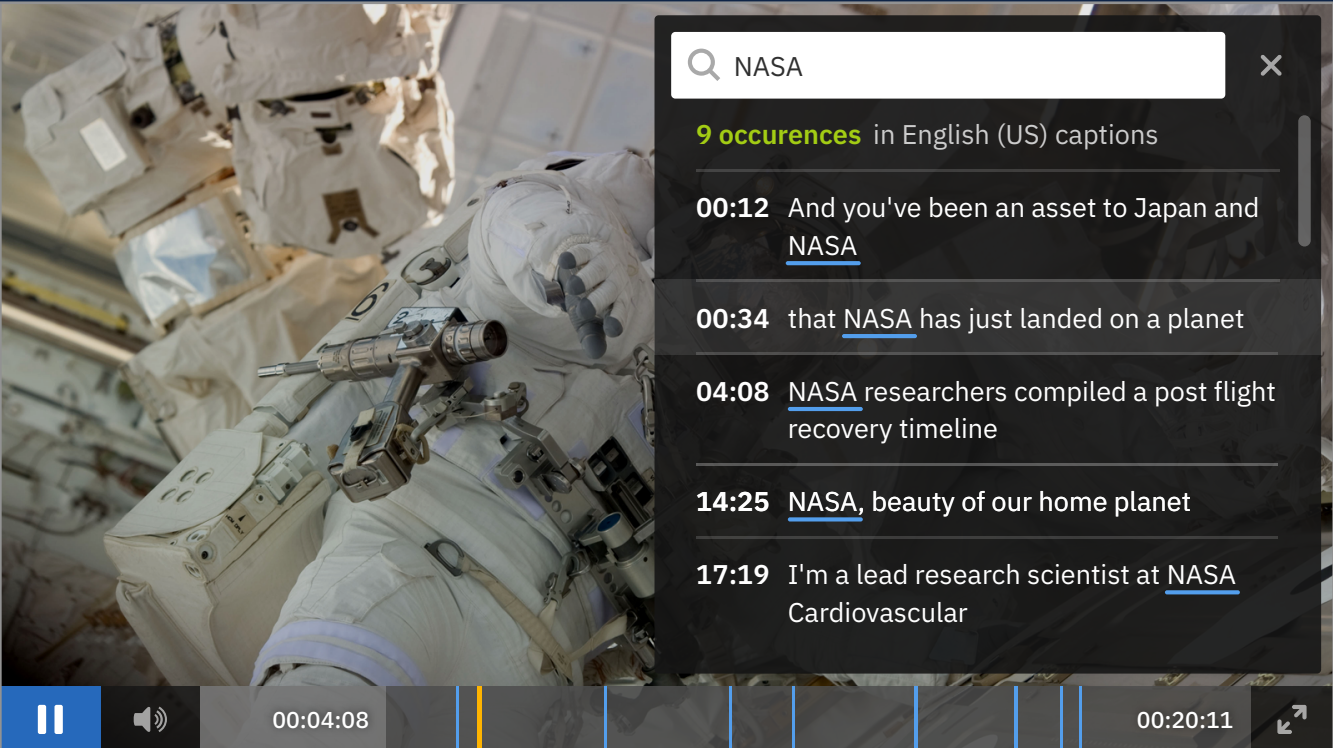 NASA
9 occurences in English (US) captions
00:12 And you've been an asset to Japan and
NASA
00:34 that NASA has just landed on a planet
04:08 NASA researchers compiled a post flight
recovery timeline
14:25 NASA, beauty of our home planet
17:19 I'm a lead research scientist at NASA
Cardiovascular
00:04:08
00:20:11